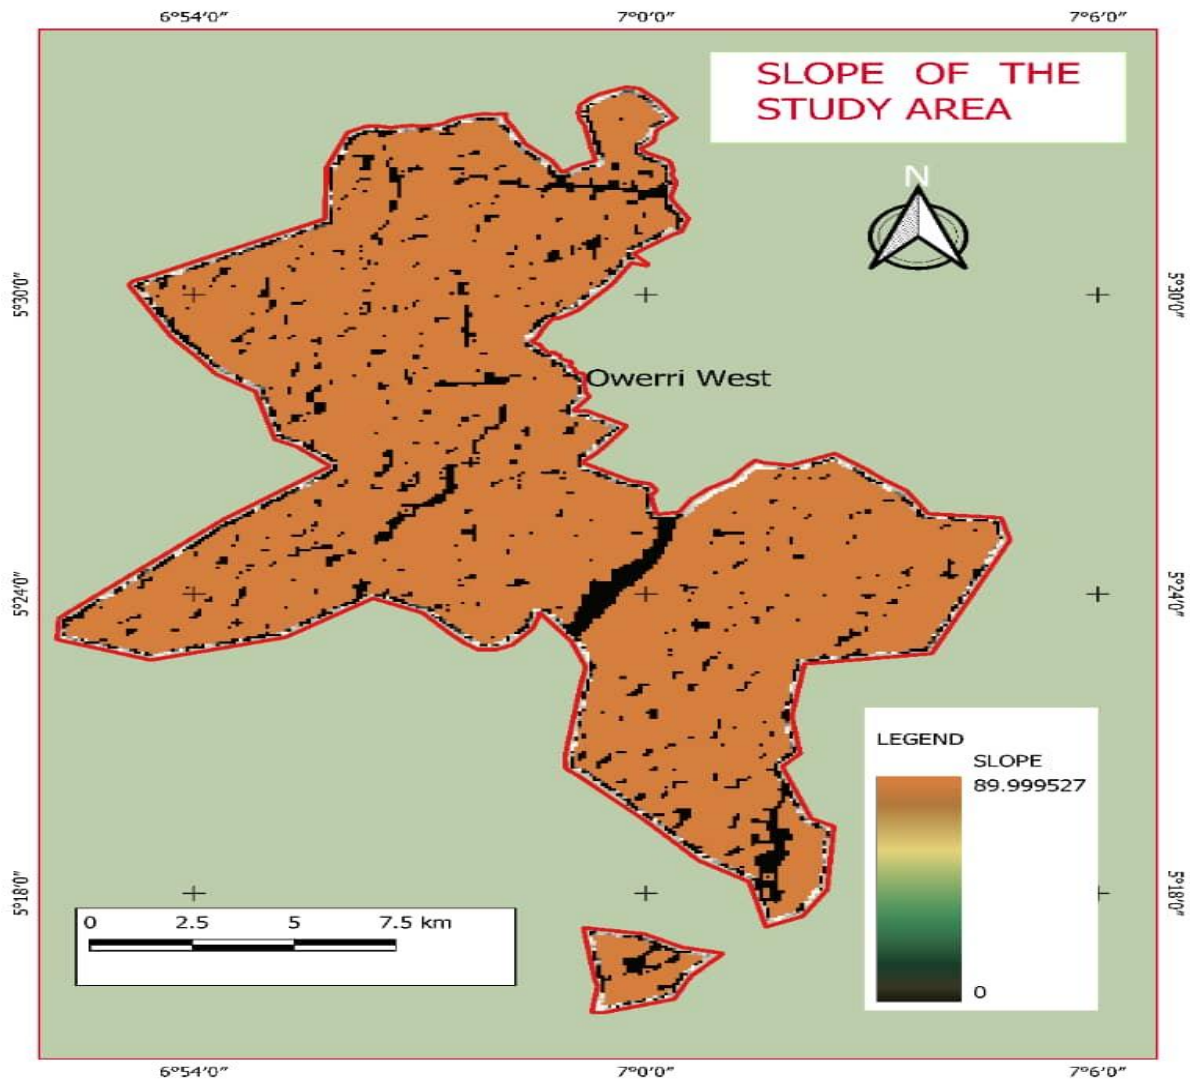 6°54'0" 7°0'0" 7°6'0"
SLOPE OF THE
STUDY AREA
N
5°30'0" 5°30'0"
Owerri West
5°24'0" 5°24'0"
LEGEND
SLOPE
89.999527
5°18'0" 5°18'0"
0 2.5 5 7.5 km
0
6°54'0" 7°0'0" 7°6'0"